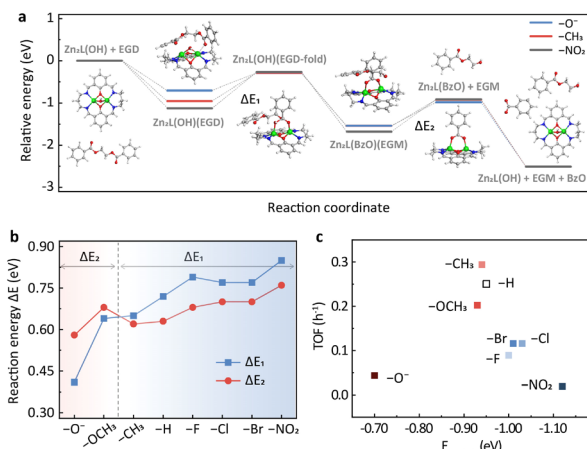 a
Relative energy (eV)
1
0
-1
-2
-3
Zn₂L(OH) + EGD
Zn₂L(OH)(EGD)
Zn₂L(OH)(EGD-fold)
ΔE₁
Zn₂L(BzO)(EGM)
Zn₂L(BzO) + EGM
ΔE₂
Zn₂L(OH) + EGM + BzO
−O⁻
−CH₃
−NO₂
Reaction coordinate
b
Reaction energy ΔE (eV)
0.90
0.75
0.60
0.45
0.30
ΔE₂
ΔE₁
ΔE₁
ΔE₂
−O⁻
−OCH₃
−CH₃
−H
−F
−Cl
−Br
−NO₂
c
TOF (h⁻¹)
0.3
0.2
0.1
0.0
−CH₃
−H
−OCH₃
−Br
−Cl
−F
−O⁻
−NO₂
-0.70
-0.80
-0.90
-1.00
-1.10
E (eV)